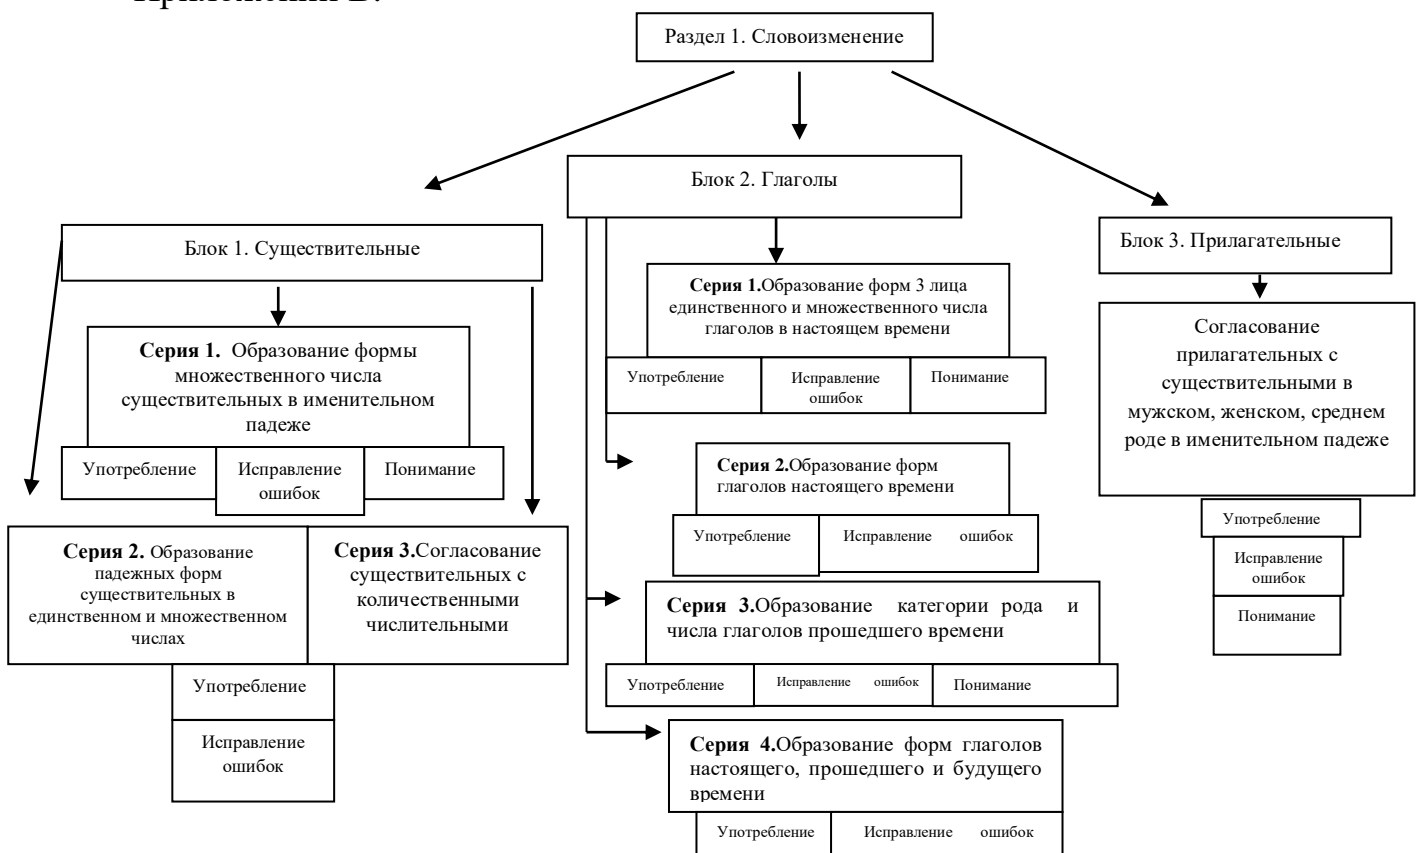 Раздел 1. Словоизменение
Блок 2. Глаголы
Блок 1. Существительные
Блок 3. Прилагательные
Серия 1. Образование формы
множественного числа
существительных в именительном
падеже
Употребление
Исправление
ошибок
Понимание
Серия 2. Образование
падежных форм
существительных в
единственном и множественном
числах
Серия 3.Согласование
существительных с
количественными
числительными
Употребление
Исправление
ошибок
Серия 1.Образование форм 3 лица
единственного и множественного числа
глаголов в настоящем времени
Употребление
Исправление
ошибок
Понимание
Серия 2.Образование форм
глаголов настоящего времени
Употребление
Исправление ошибок
Серия 3.Образование категории рода и
числа глаголов прошедшего времени
Употребление
Исправление ошибок
Понимание
Серия 4.Образование форм глаголов
настоящего, прошедшего и будущего
времени
Употребление
Исправление ошибок
Согласование
прилагательных с
существительными в
мужском, женском, среднем
роде в именительном падеже
Употребление
Исправление
ошибок
Понимание